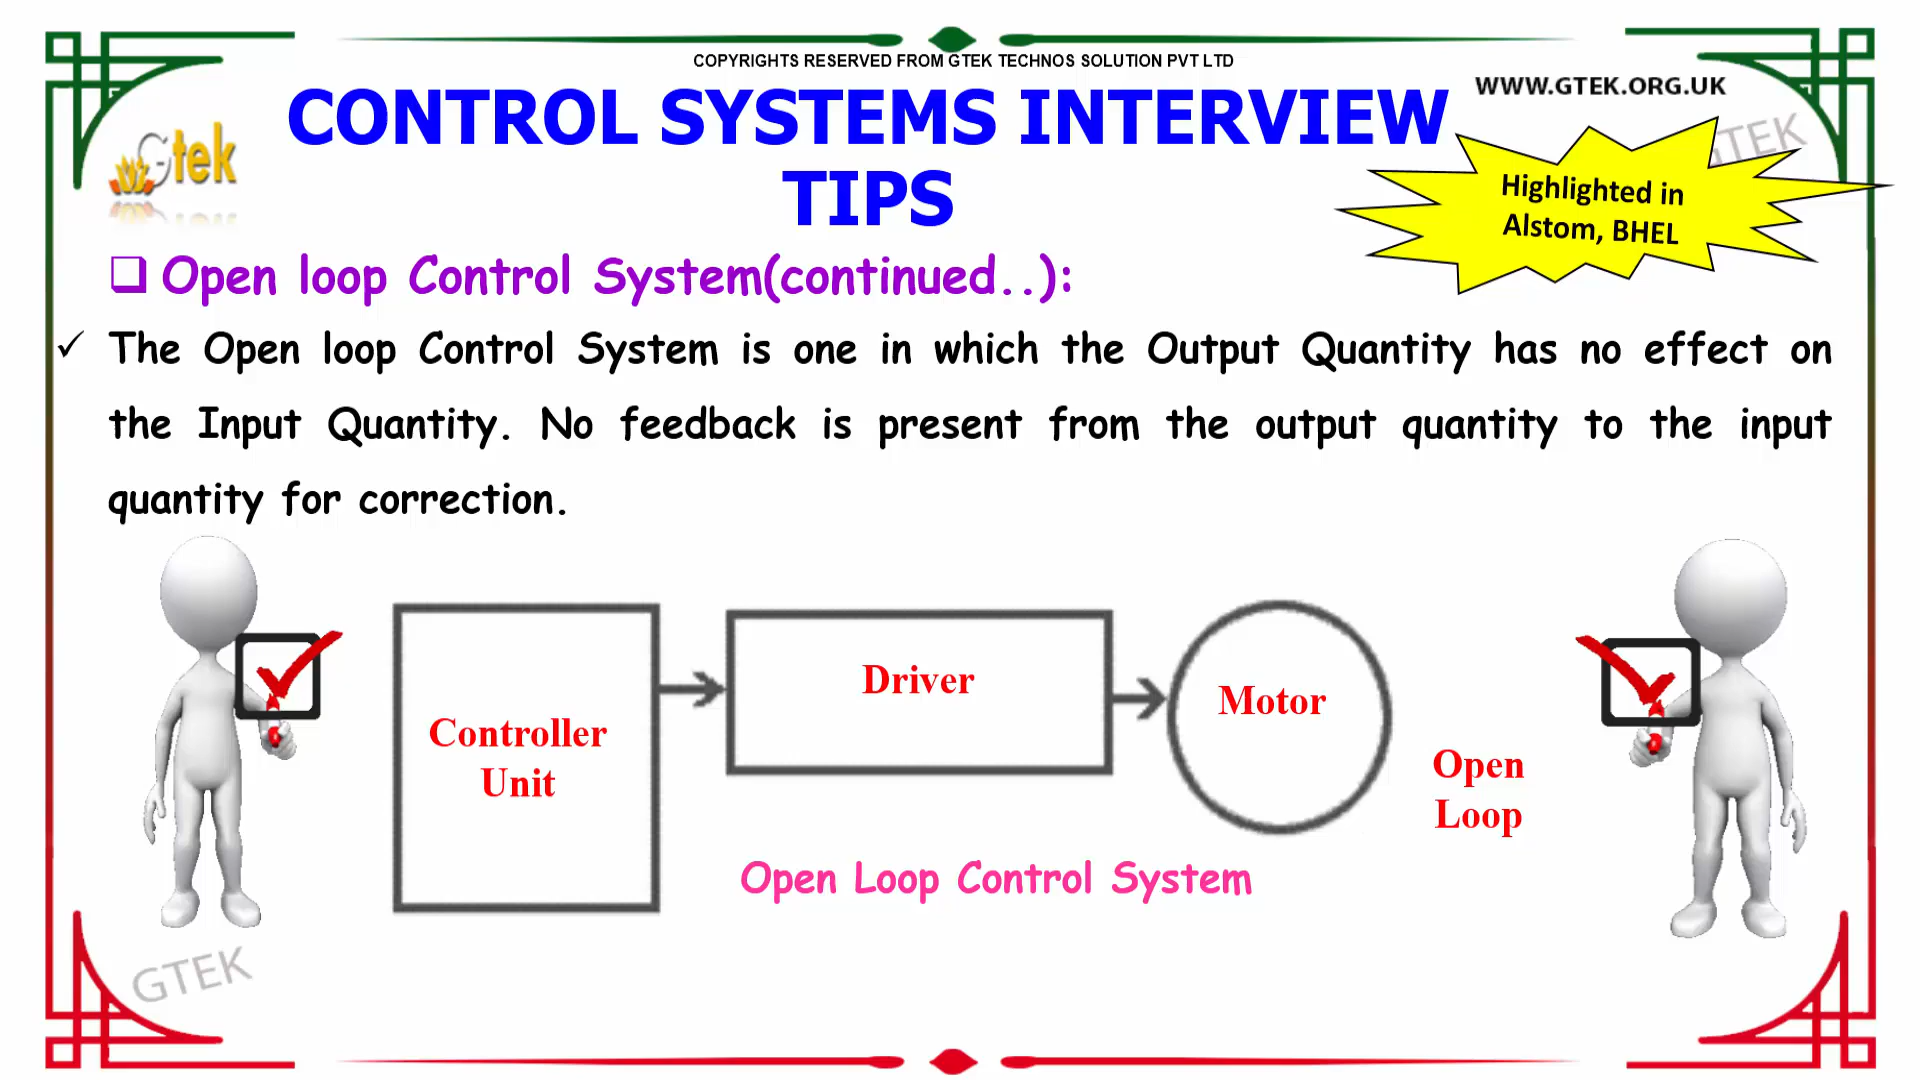 COPYRIGHTS RESERVED FROM GTEK TECHNOS SOLUTION PVT LTD
WWW.GTEK.ORG.UK
CONTROL SYSTEMS INTERVIEW
TIPS
Gtek
GTEK
Highlighted in
Alstom, BHEL
Open loop Control System(continued..):
The Open loop Control System is one in which the Output Quantity has no effect on
the Input Quantity. No feedback is present from the output quantity to the input
quantity for correction.
Controller
Unit
Driver
Motor
Open
Loop
Open Loop Control System
GTEK